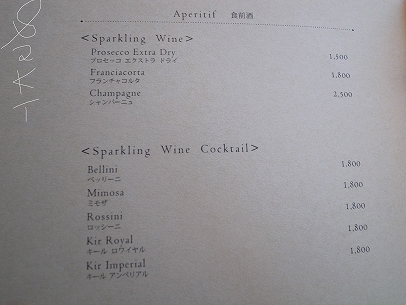 Aperitif 食前酒
<Sparkling Wine>
Prosecco Extra Dry 1,500
プロセッコ エクストラ ドライ
Franciacorta 1,800
フランチャコルタ
Champagne 2,500
シャンパーニュ
<Sparkling Wine Cocktail>
Bellini 1,800
ベッリーニ
Mimosa 1,800
ミモザ
Rossini 1,800
ロッシーニ
Kir Royal 1,800
キール ロワイヤル
Kir Imperial 1,800
キール アンペリアル